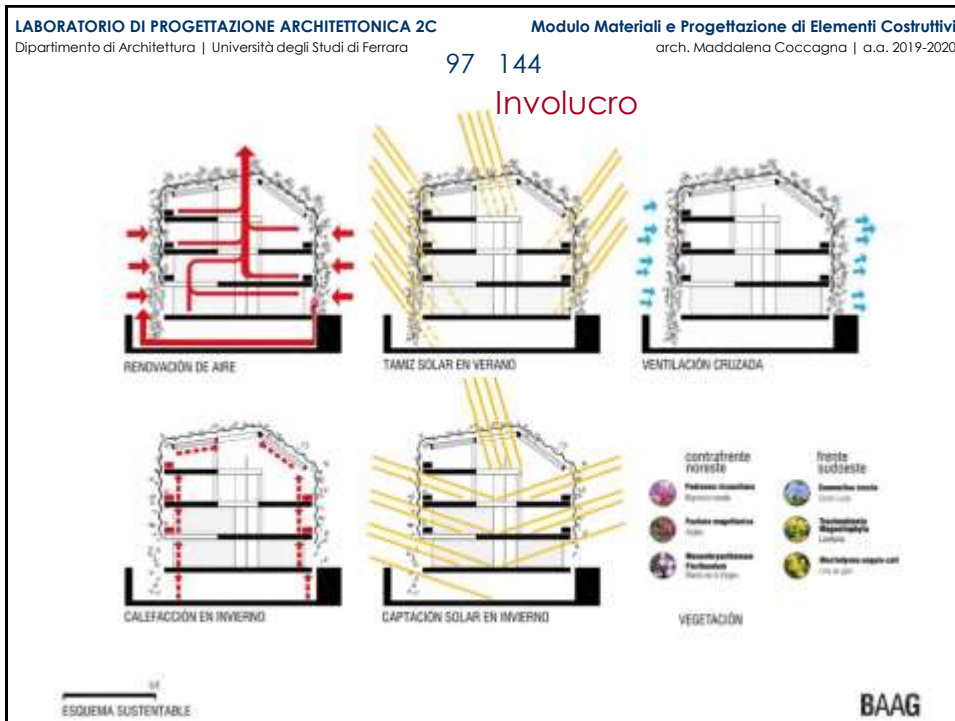 LABORATORIO DI PROGETTAZIONE ARCHITETTONICA 2C
Dipartimento di Architettura | Università degli Studi di Ferrara
Modulo Materiali e Progettazione di Elementi Costruttivi
arch. Maddalena Coccagna | a.a. 2019-2020
97 144
Involucro
RENOVACIÓN DE AIRE
TAMIZ SOLAR EN VERANO
VENTILACIÓN CRUZADA
CALEFACCIÓN EN INVIERNO
CAPTACIÓN SOLAR EN INVIERNO
contrafrente
noreste
frente
sudoeste
VEGETACIÓN
ESQUEMA SUSTENTABLE
BAAG